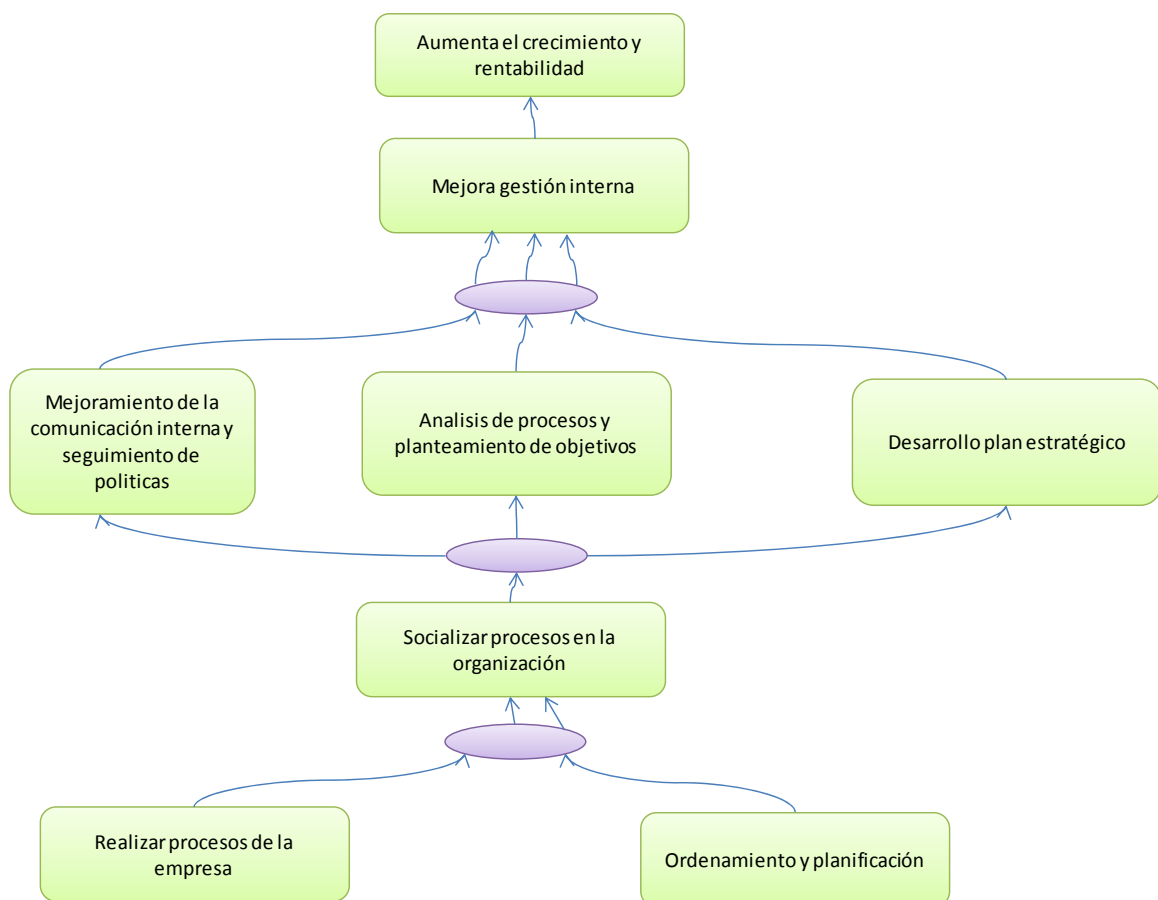 Aumenta el crecimiento y
rentabilidad
Mejora gestión interna
Mejoramiento de la
comunicación interna y
seguimiento de
politicas
Analisis de procesos y
planteamiento de objetivos
Desarrollo plan estratégico
Socializar procesos en la
organización
Realizar procesos de la
empresa
Ordenamiento y planificación